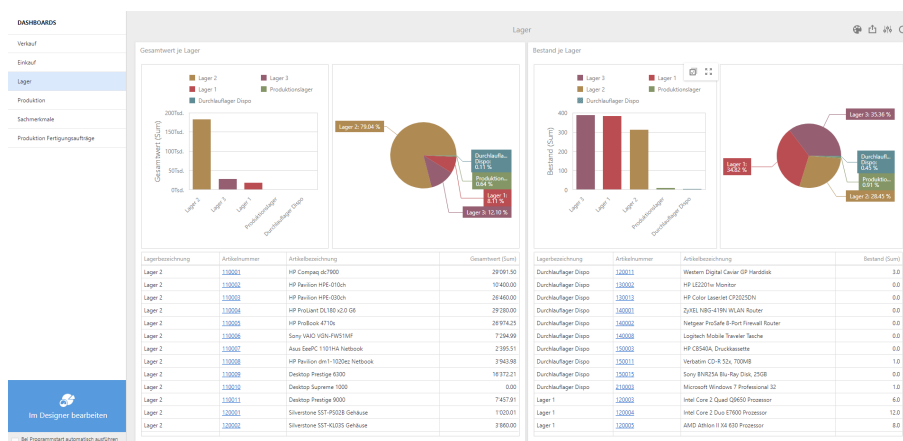 DASHBOARDS
Verkauf
Einkauf
Lager
Produktion
Sachmerkmale
Produktion Fertigungsaufträge
Im Designer bearbeiten
Bei Programmstart automatisch ausführen
Lager
Gesamtwert je Lager
Lager 2
Lager 3
Lager 1
Produktionslager
Durchlauflager Dispo
Gesamtwert (Sum)
200Tsd.
150Tsd.
100Tsd.
50Tsd.
0Tsd.
Lager 2
Lager 3
Lager 1
Produktionslager
Durchlauflager Dispo
Lager 2: 79.04 %
Durchlaufla...
Dispo:
0.11 %
Produktion...
0.64 %
Lager 1:
8.11 %
Lager 3: 12.10 %
Lagerbezeichnung Artikelnummer Artikelbezeichnung Gesamtwert (Sum)
Lager 2 110001 HP Compaq dc7900 29'091.50
Lager 2 110002 HP Pavilion HPE-010ch 10'400.00
Lager 2 110003 HP Pavilion HPE-030ch 26'460.00
Lager 2 110004 HP ProLiant DL180 x2.0 G6 29'280.00
Lager 2 110005 HP ProBook 4710s 26'974.25
Lager 2 110006 Sony VAIO VGN-FW51MF 7'294.99
Lager 2 110007 Asus EeePC 1101HA Netbook 2'395.51
Lager 2 110008 HP Pavilion dm1-1020ez Netbook 3'943.98
Lager 2 110009 Desktop Prestige 6300 16'372.21
Lager 2 110010 Desktop Supreme 1000 0.00
Lager 2 110011 Desktop Prestige 9000 7'457.91
Lager 2 120001 Silverstone SST-PS02B Gehäuse 1'020.01
Lager 2 120002 Silverstone SST-KL03S Gehäuse 3'860.00
Bestand je Lager
Lager 3
Lager 1
Lager 2
Produktionslager
Durchlauflager Dispo
Bestand (Sum)
400
300
200
100
0
Lager 3
Lager 1
Lager 2
Produktionslager
Durchlauflager Dispo
Lager 3: 35.36 %
Lager 1:
34.82 %
Durchlaufl...
Dispo:
0.45 %
Produktio...
0.91 %
Lager 2: 28.45 %
Lagerbezeichnung Artikelnummer Artikelbezeichnung Bestand (Sum)
Durchlauflager Dispo 120011 Western Digital Caviar GP Harddisk 3.0
Durchlauflager Dispo 130002 HP LE2201w Monitor 0.0
Durchlauflager Dispo 130013 HP Color LaserJet CP2025DN 0.0
Durchlauflager Dispo 140001 ZyXEL NBG-419N WLAN Router 0.0
Durchlauflager Dispo 140002 Netgear ProSafe 8-Port Firewall Router 0.0
Durchlauflager Dispo 140008 Logitech Mobile Traveler Tasche 0.0
Durchlauflager Dispo 150003 HP CB540A, Druckkassette 0.0
Durchlauflager Dispo 150011 Verbatim CD-R 52x, 700MB 1.0
Durchlauflager Dispo 150015 Sony BNR25A Blu-Ray Disk, 25GB 0.0
Durchlauflager Dispo 210003 Microsoft Windows 7 Professional 32 1.0
Lager 1 120003 Intel Core 2 Quad Q9650 Prozessor 6.0
Lager 1 120004 Intel Core 2 Duo E7600 Prozessor 12.0
Lager 1 120005 AMD Athlon II X4 630 Prozessor 8.0